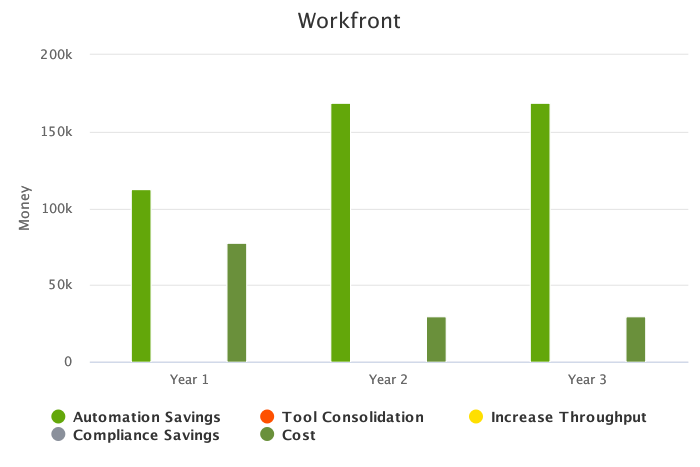 Workfront
200k
150k
100k
50k
0
Money
Year 1 Year 2 Year 3
Automation Savings Tool Consolidation Increase Throughput
Compliance Savings Cost